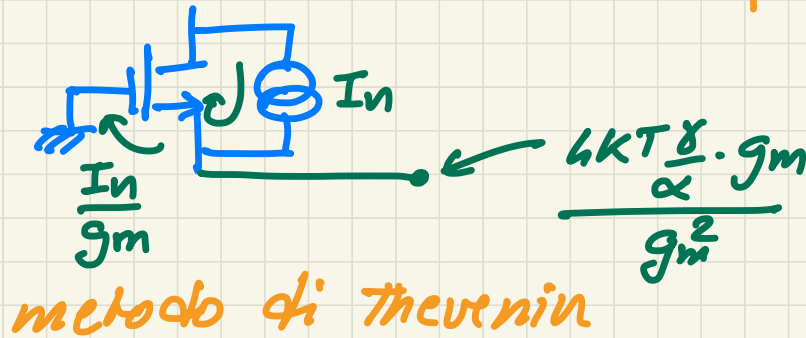 In
4KT γ/α · gm
gm²
In
gm
metodo di Thevenin